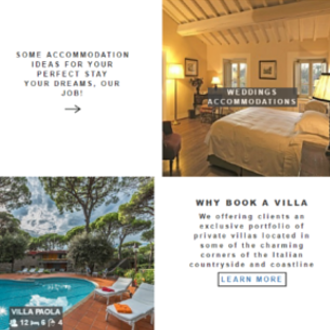 SOME ACCOMMODATION
IDEAS FOR YOUR
PERFECT STAY
YOUR DREAMS, OUR
JOB!
WEDDINGS
ACCOMMODATIONS
WHY BOOK A VILLA
We offering clients an
exclusive portfolio of
private villas located in
some of the charming
corners of the Italian
countryside and coastline
LEARN MORE
VILLA PAOLA
12 6 4